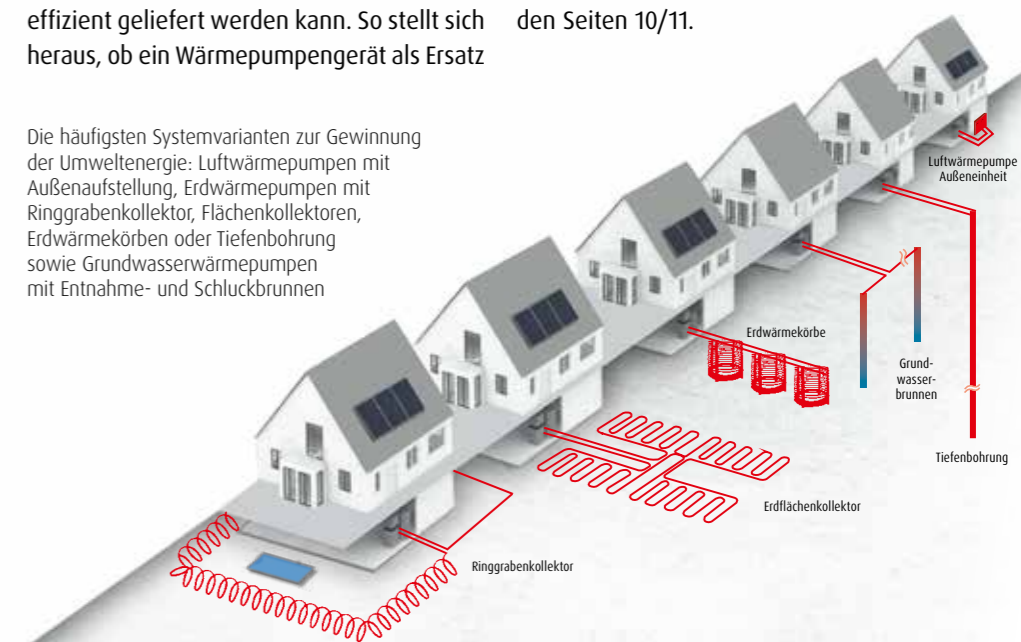 effizient geliefert werden kann. So stellt sich
heraus, ob ein Wärmepumpengerät als Ersatz
den Seiten 10/11.
Die häufigsten Systemvarianten zur Gewinnung
der Umweltenergie: Luftwärmepumpen mit
Außenaufstellung, Erdwärmepumpen mit
Ringgrabenkollektor, Flächenkollektoren,
Erdwärmekörben oder Tiefenbohrung
sowie Grundwasserwärmepumpen
mit Entnahme- und Schluckbrunnen
Luftwärmepumpe
Außeneinheit
Erdwärmekörbe
Grund-
wasser-
brunnen
Tiefenbohrung
Erdflächenkollektor
Ringgrabenkollektor